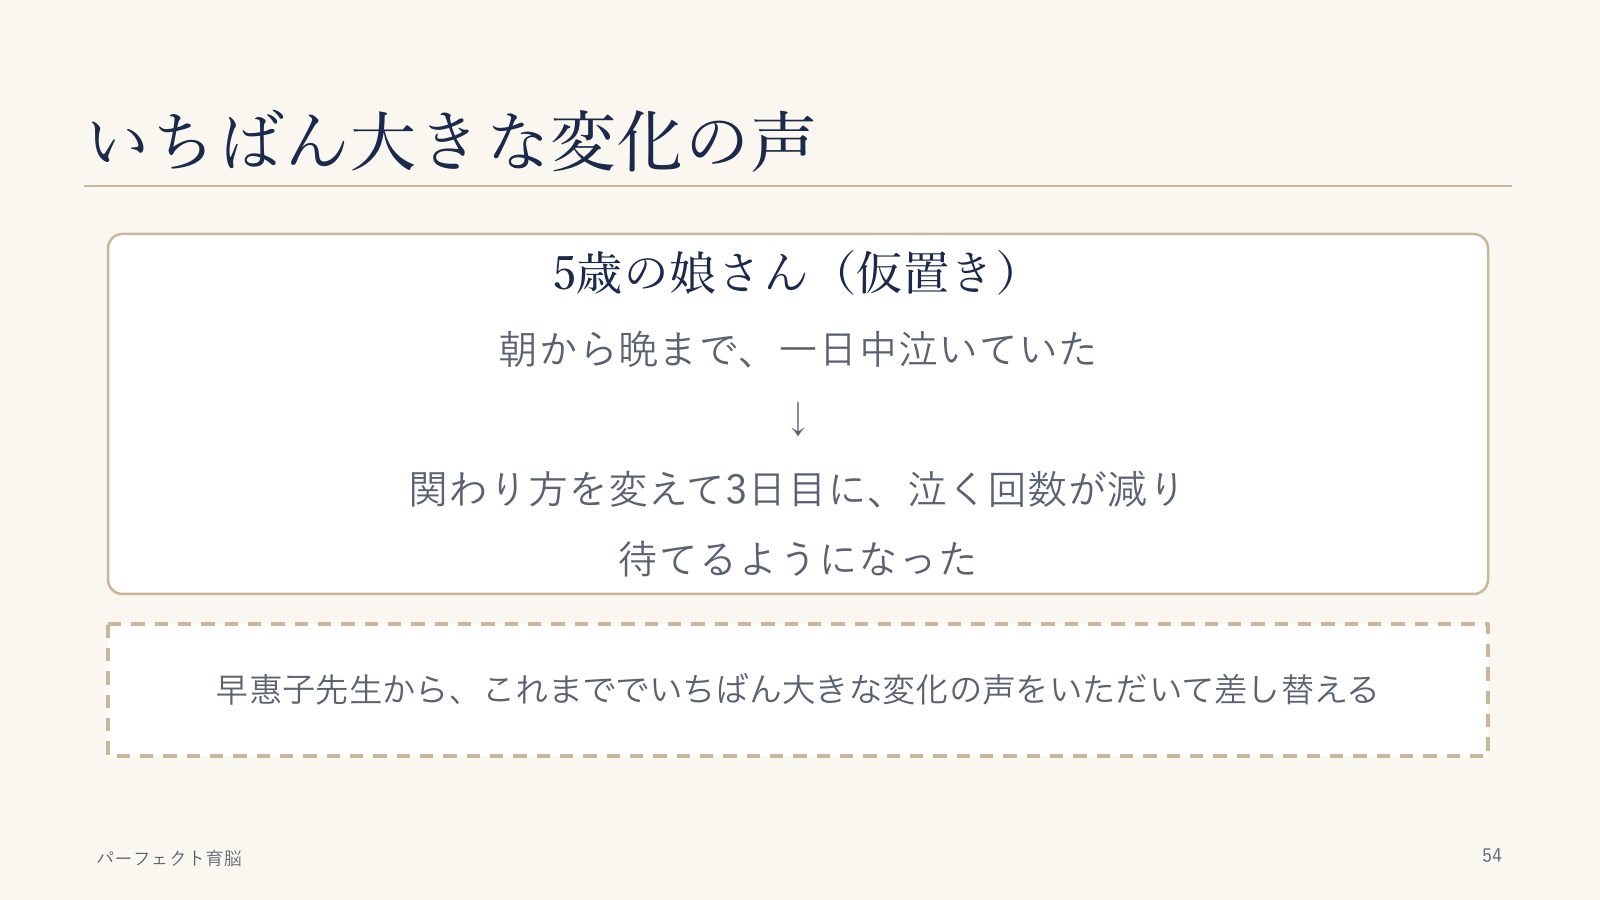 いちばん大きな変化の声
5歳の娘さん（仮置き）
朝から晩まで、一日中泣いていた
↓
関わり方を変えて3日目に、泣く回数が減り
待てるようになった
早恵子先生から、これまででいちばん大きな変化の声をいただいて差し替える
パーフェクト育脳
54